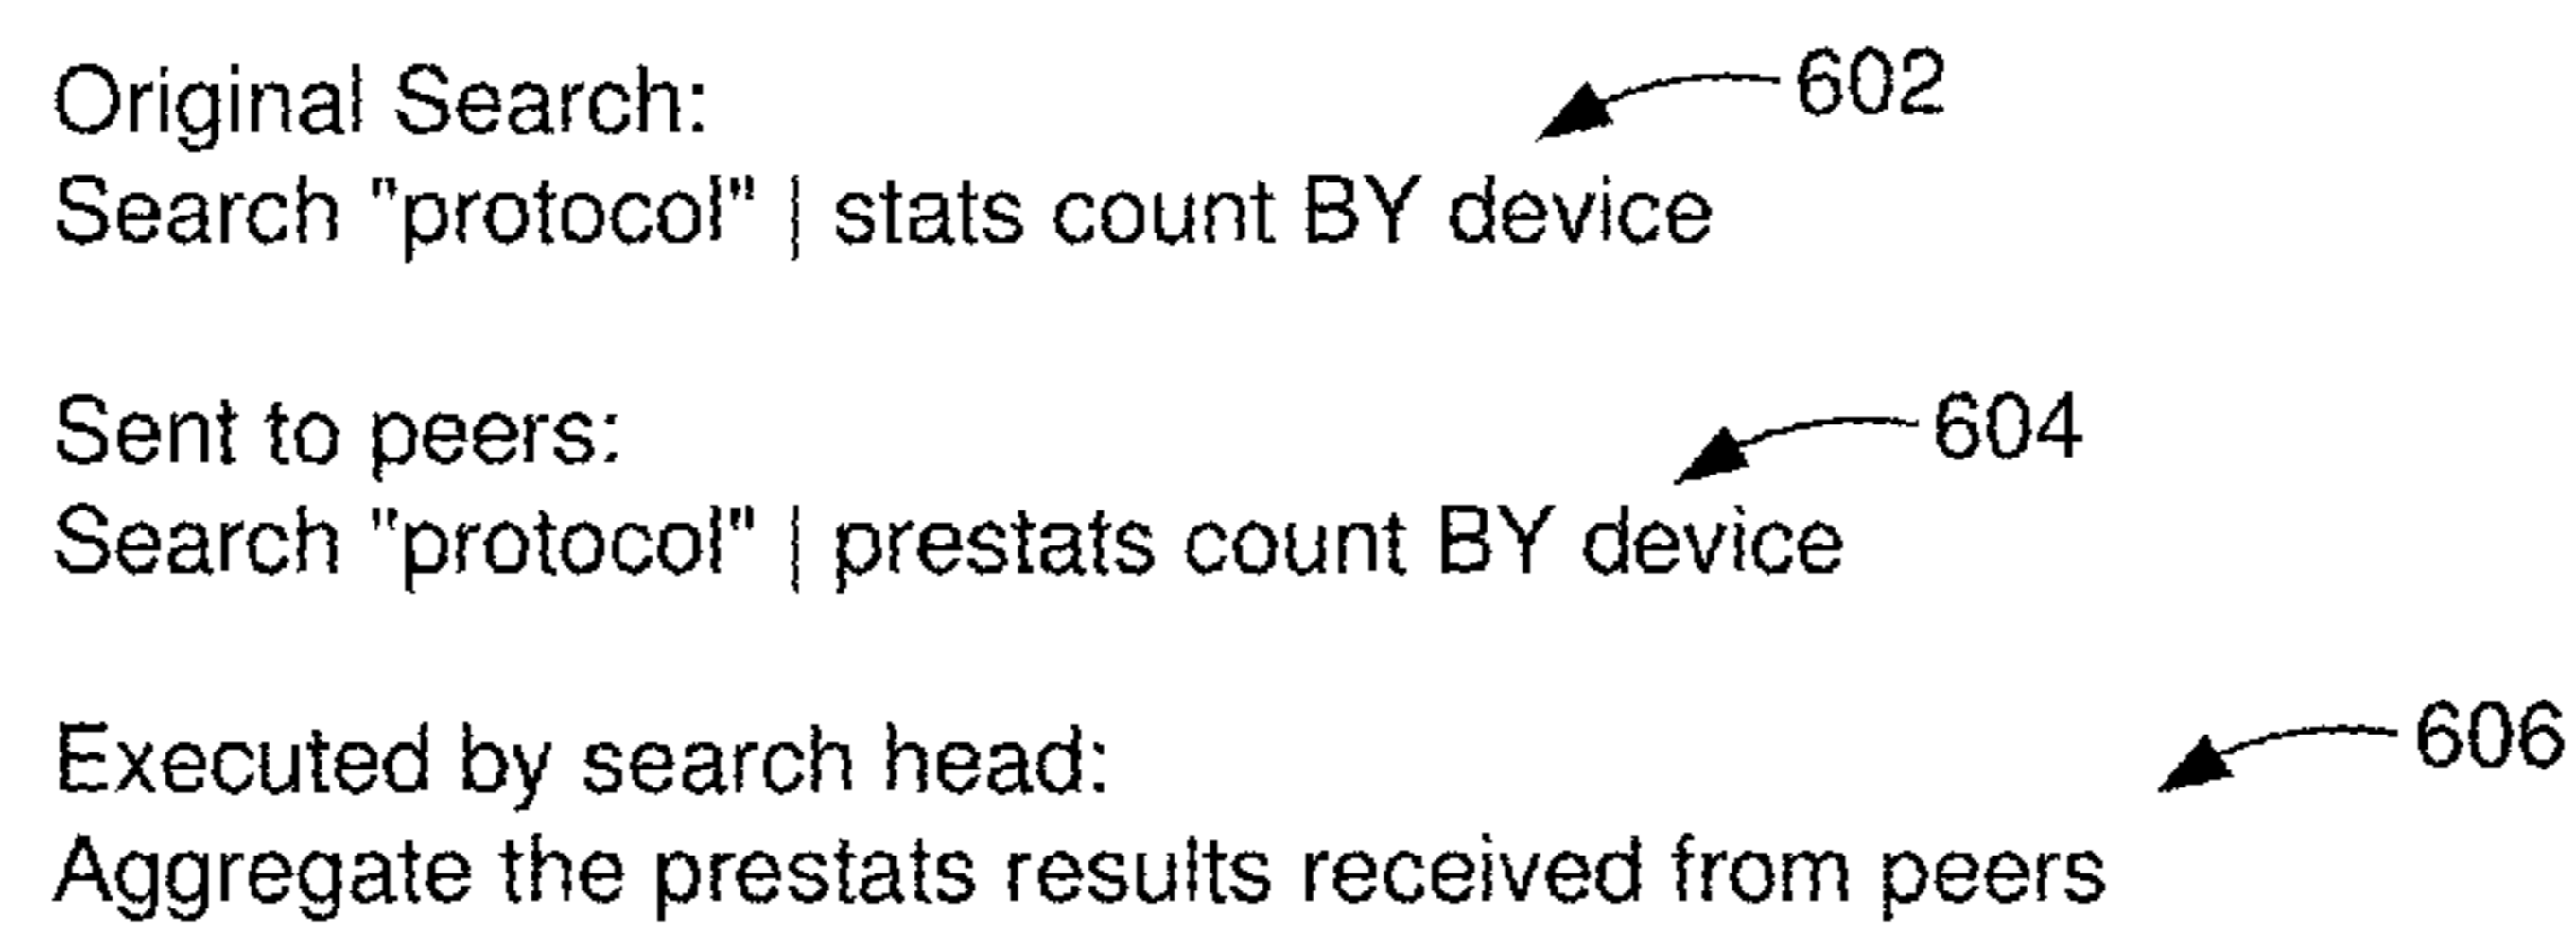 Original Search:
602
Search "protocol" | stats count BY device
Sent to peers:
604
Search "protocol" | prestats count BY device
Executed by search head:
606
Aggregate the prestats results received from peers